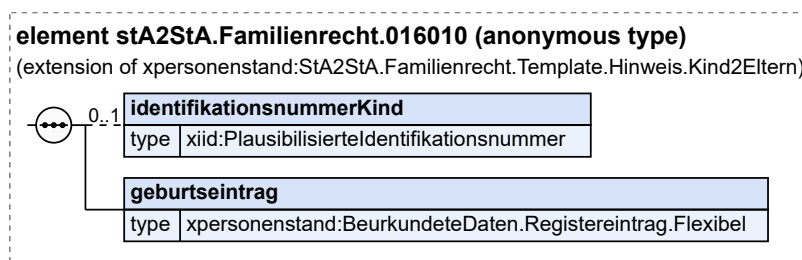 element stA2StA.Familienrecht.016010 (anonymous type)
(extension of xpersonenstand:StA2StA.Familienrecht.Template.Hinweis.Kind2Eltern)
0..1
identifikationsnummerKind
type xiid:PlausibilisierteIdentifikationsnummer
geburtseintrag
type xpersonenstand:BeurkundeteDaten.Registereintrag.Flexibel